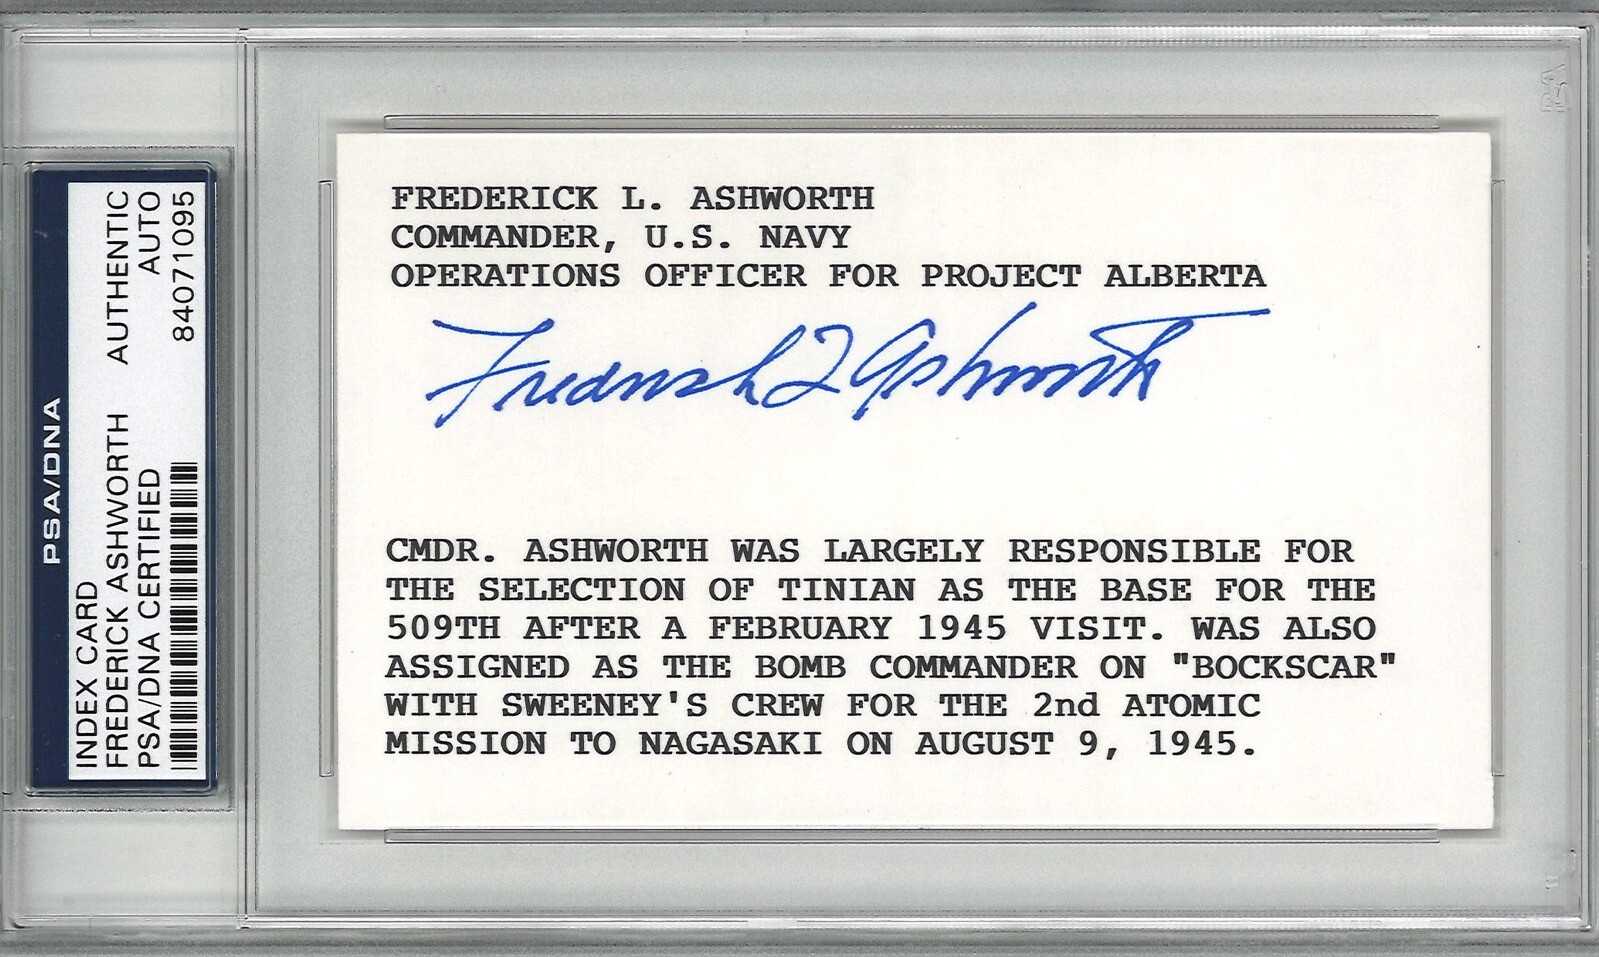 PSA/DNA
INDEX CARD
FREDERICK ASHWORTH AUTHENTIC
PSA/DNA CERTIFIED AUTO
84071095
FREDERICK L. ASHWORTH
COMMANDER, U.S. NAVY
OPERATIONS OFFICER FOR PROJECT ALBERTA
Frederick L Ashworth
CMDR. ASHWORTH WAS LARGELY RESPONSIBLE FOR
THE SELECTION OF TINIAN AS THE BASE FOR THE
509TH AFTER A FEBRUARY 1945 VISIT. WAS ALSO
ASSIGNED AS THE BOMB COMMANDER ON "BOCKSCAR"
WITH SWEENEY'S CREW FOR THE 2nd ATOMIC
MISSION TO NAGASAKI ON AUGUST 9, 1945.
PSA